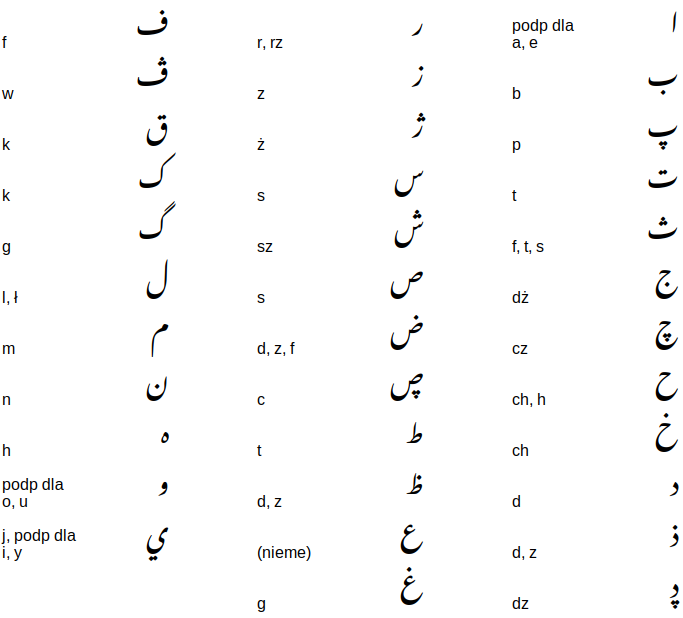 f ف
w ڤ
k ق
k ک
g گ
l, ł ل
m م
n ن
h ه
podp dla
o, u و
j, podp dla
i, y ي
r, rz ر
z ز
ż ژ
s س
sz ش
s ص
d, z, f ض
c ڝ
t ط
d, z ظ
(nieme) ع
g غ
podp dla
a, e ا
b ب
p پ
t ت
f, t, s ث
dż ج
cz چ
ch, h ح
ch خ
d د
d, z ذ
dz ڊ